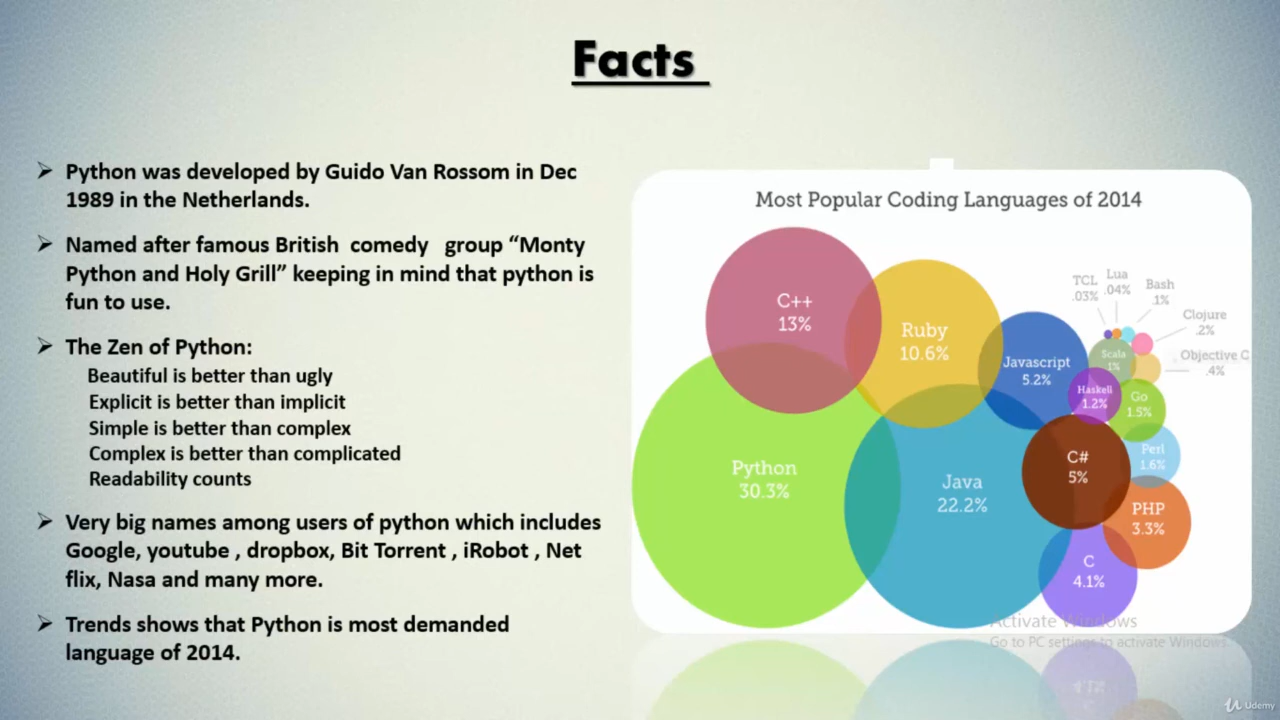 Facts
Python was developed by Guido Van Rossom in Dec
1989 in the Netherlands.
Named after famous British comedy group “Monty
Python and Holy Grill” keeping in mind that python is
fun to use.
The Zen of Python:
Beautiful is better than ugly
Explicit is better than implicit
Simple is better than complex
Complex is better than complicated
Readability counts
Very big names among users of python which includes
Google, youtube , dropbox, Bit Torrent , iRobot , Net
flix, Nasa and many more.
Trends shows that Python is most demanded
language of 2014.
Most Popular Coding Languages of 2014
C++
13%
Ruby
10.6%
Javascript
5.2%
TCL
.03%
Lua
.04%
Bash
.1%
Clojure
.2%
Objective C
.4%
Scala
1%
Haskell
1.2%
Go
1.5%
Python
30.3%
Java
22.2%
C#
5%
Perl
1.6%
PHP
3.3%
C
4.1%
Activate Windows
Go to PC settings to activate Windows.
Udemy